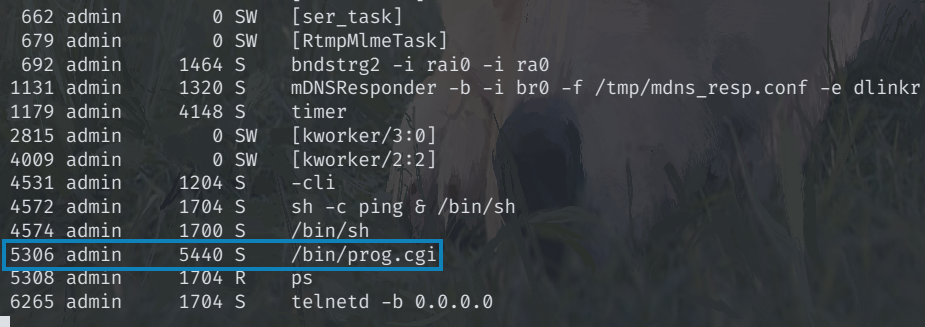 662 admin 0 SW [ser_task]
679 admin 0 SW [RtmpMlmeTask]
692 admin 1464 S bndstrg2 -i rai0 -i ra0
1131 admin 1320 S mDNSResponder -b -i br0 -f /tmp/mdns_resp.conf -e dlinkr
1179 admin 4148 S timer
2815 admin 0 SW [kworker/3:0]
4009 admin 0 SW [kworker/2:2]
4531 admin 1204 S -cli
4572 admin 1704 S sh -c ping & /bin/sh
4574 admin 1700 S /bin/sh
5306 admin 5440 S /bin/prog.cgi
5308 admin 1704 R ps
6265 admin 1704 S telnetd -b 0.0.0.0